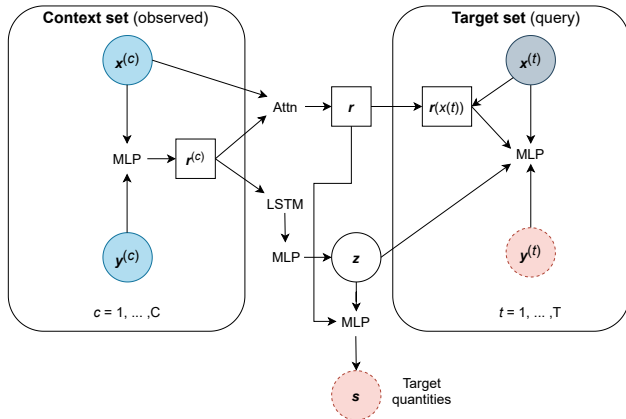 Context set (observed)
Target set (query)
x(c)
x(t)
Attn
r
r(x(t))
MLP
r(c)
MLP
LSTM
MLP
z
y(c)
y(t)
c = 1, ... ,C
MLP
t = 1, ... ,T
s
Target
quantities